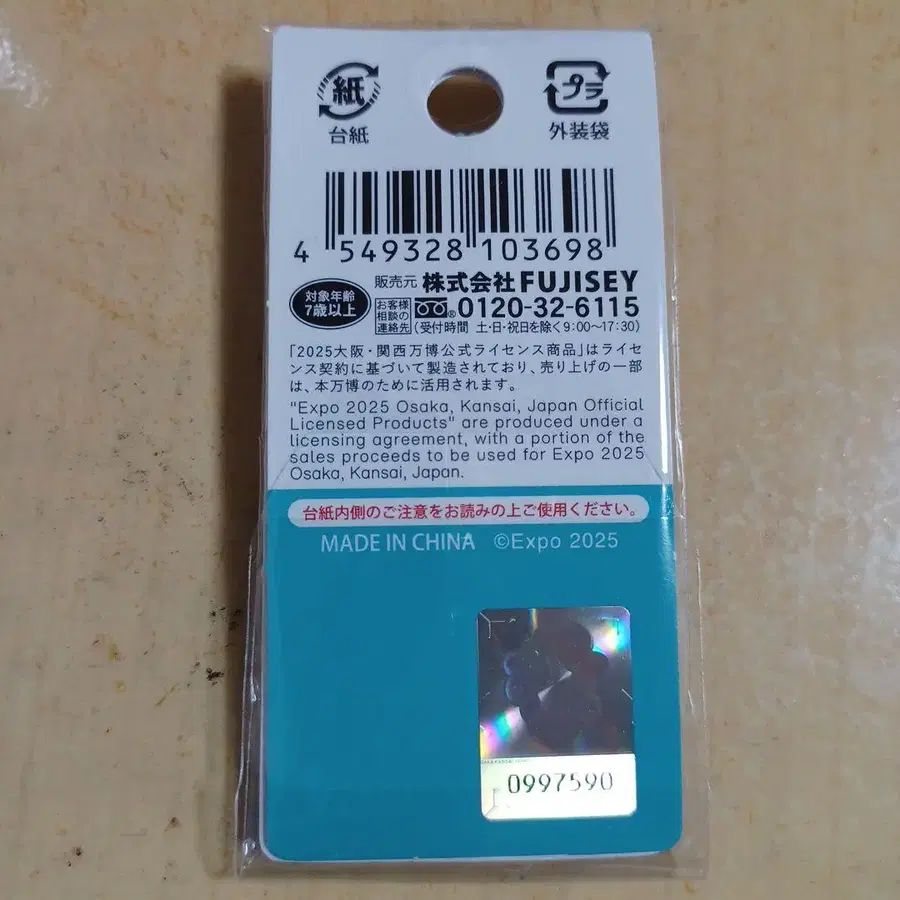 紙
台紙
プラ
外装袋
4 549328 103698
対象年齢
7歳以上
販売元 株式会社 FUJISEY
お客様
相談の
連絡先
® 0120-32-6115
(受付時間 土・日・祝日を除く9:00〜17:30)
「2025大阪・関西万博公式ライセンス商品」はライセ
ンス契約に基づいて製造されており、売り上げの一部
は、本万博のために活用されます。
"Expo 2025 Osaka, Kansai, Japan Official
Licensed Products" are produced under a
licensing agreement, with a portion of the
sales proceeds to be used for Expo 2025
Osaka, Kansai, Japan.
台紙内側のご注意をお読みの上ご使用ください。
MADE IN CHINA ©Expo 2025
0997590